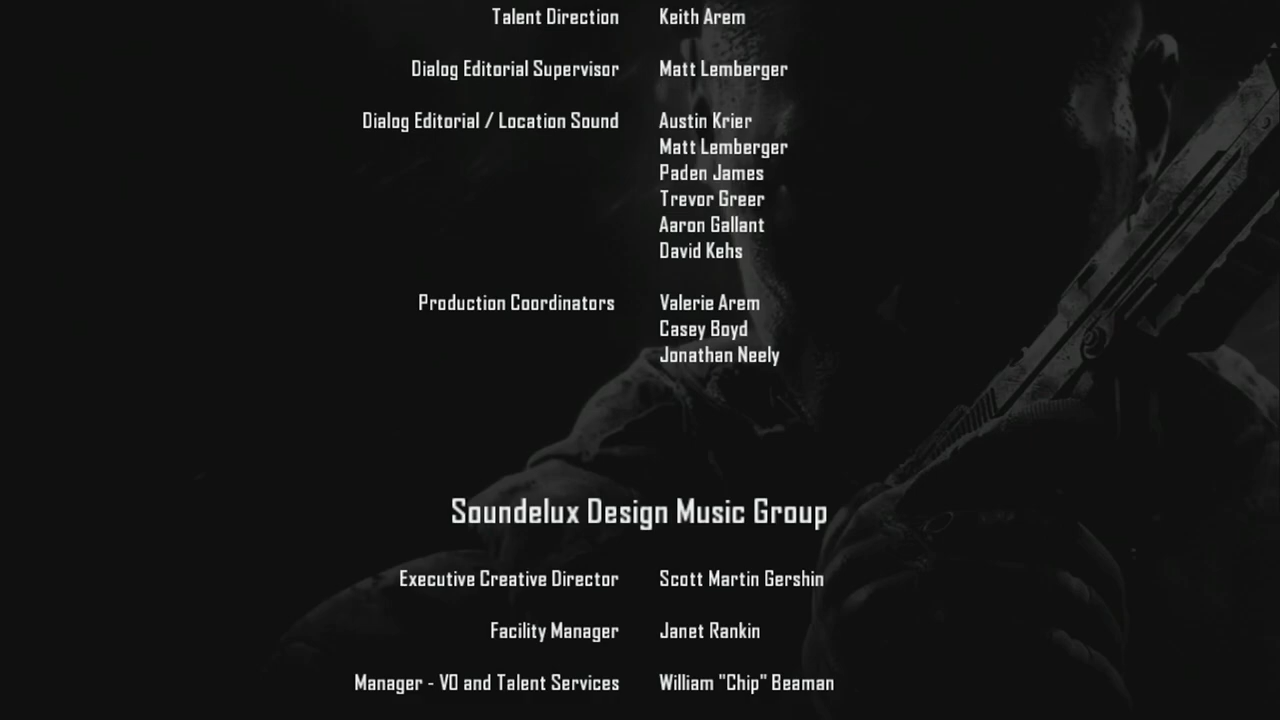 Talent Direction Keith Arem
Dialog Editorial Supervisor Matt Lemberger
Dialog Editorial / Location Sound Austin Krier
Matt Lemberger
Paden James
Trevor Greer
Aaron Gallant
David Kehs
Production Coordinators Valerie Arem
Casey Boyd
Jonathan Neely
Soundelux Design Music Group
Executive Creative Director Scott Martin Gershin
Facility Manager Janet Rankin
Manager - VO and Talent Services William "Chip" Beaman